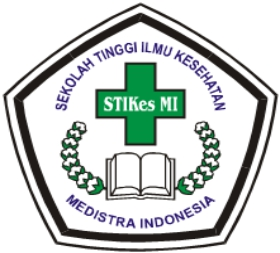 SEKOLAH TINGGI ILMU KESEHATAN
STIKes MI
MEDISTRA INDONESIA